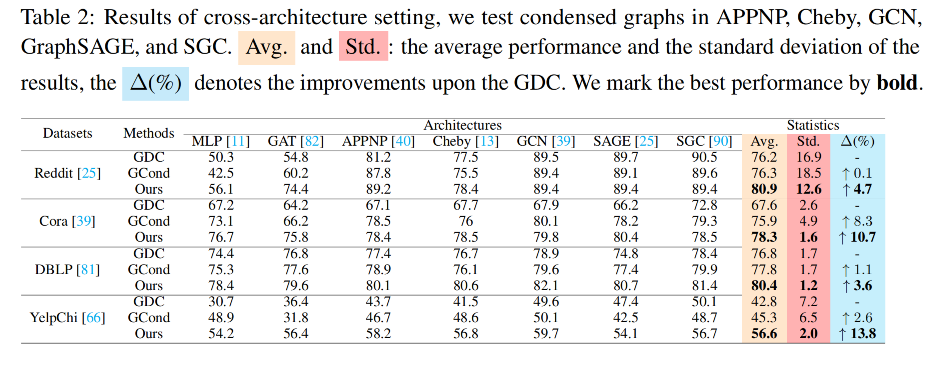 Table 2: Results of cross-architecture setting, we test condensed graphs in APPNP, Cheby, GCN,
GraphSAGE, and SGC. Avg. and Std. : the average performance and the standard deviation of the
results, the Δ(%) denotes the improvements upon the GDC. We mark the best performance by bold.
Datasets Methods Architectures Statistics
MLP [11] GAT [82] APPNP [40] Cheby [13] GCN [39] SAGE [25] SGC [90] Avg. Std. Δ(%)
Reddit [25] GDC 50.3 54.8 81.2 77.5 89.5 89.7 90.5 76.2 16.9 -
GCond 42.5 60.2 87.8 75.5 89.4 89.1 89.6 76.3 18.5 ↑ 0.1
Ours 56.1 74.4 89.2 78.4 89.4 89.4 89.4 80.9 12.6 ↑ 4.7
Cora [39] GDC 67.2 64.2 67.1 67.7 67.9 66.2 72.8 67.6 2.6 -
GCond 73.1 66.2 78.5 76 80.1 78.2 79.3 75.9 4.9 ↑ 8.3
Ours 76.7 75.8 78.4 78.5 79.8 80.4 78.5 78.3 1.6 ↑ 10.7
DBLP [81] GDC 74.4 76.8 77.4 76.7 78.9 74.8 78.4 76.8 1.7 -
GCond 75.3 77.6 78.9 76.1 79.6 77.4 79.9 77.8 1.7 ↑ 1.1
Ours 78.4 79.6 80.1 80.6 82.1 80.7 81.4 80.4 1.2 ↑ 3.6
YelpChi [66] GDC 30.7 36.4 43.7 41.5 49.6 47.4 50.1 42.8 7.2 -
GCond 48.9 31.8 46.7 48.6 50.1 42.5 48.7 45.3 6.5 ↑ 2.6
Ours 54.2 56.4 58.2 56.8 59.7 54.1 56.7 56.6 2.0 ↑ 13.8